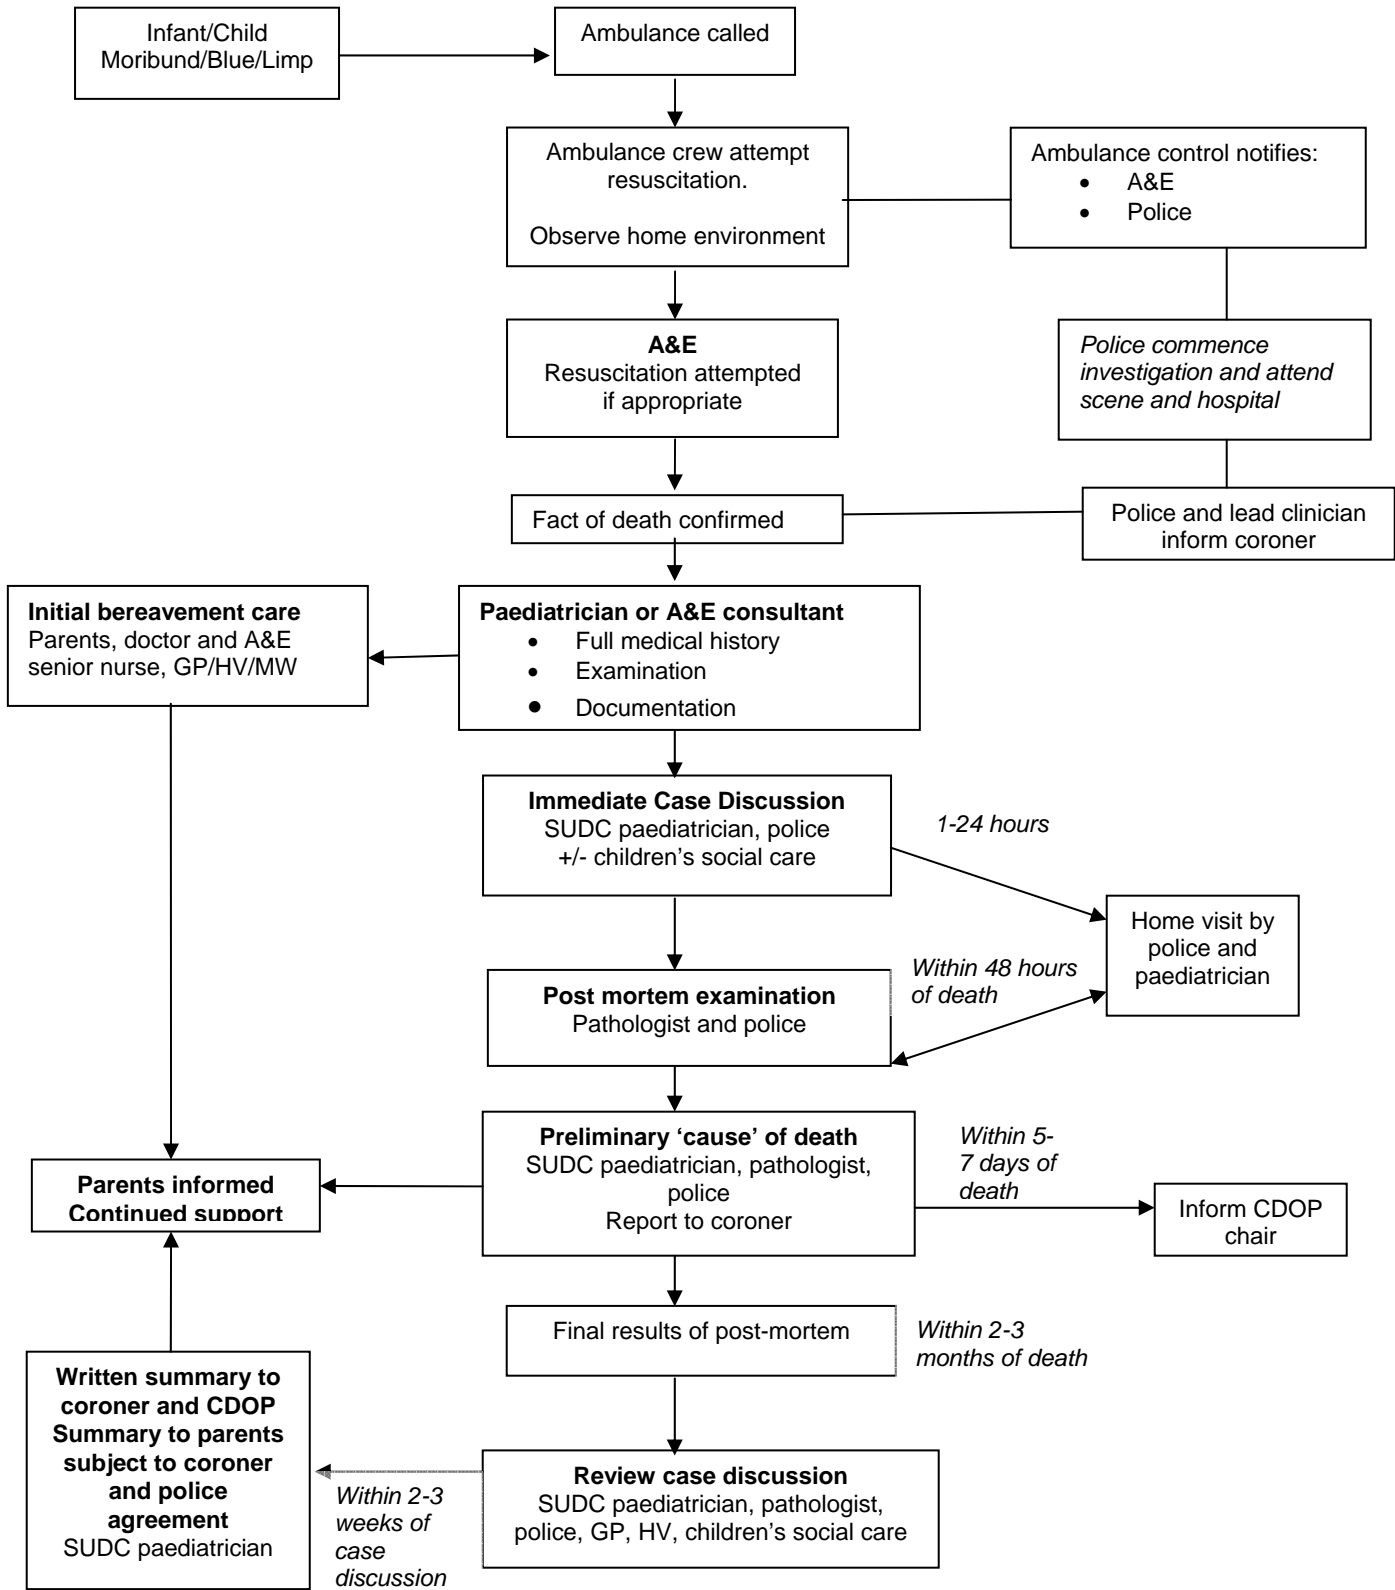 Infant/Child
Moribund/Blue/Limp
Ambulance called
Ambulance crew attempt
resuscitation.
Observe home environment
Ambulance control notifies:
• A&E
• Police
A&E
Resuscitation attempted
if appropriate
Police commence
investigation and attend
scene and hospital
Fact of death confirmed
Police and lead clinician
inform coroner
Initial bereavement care
Parents, doctor and A&E
senior nurse, GP/HV/MW
Paediatrician or A&E consultant
• Full medical history
• Examination
• Documentation
Immediate Case Discussion
SUDC paediatrician, police
+/- children's social care
1-24 hours
Home visit by
police and
paediatrician
Within 48 hours
of death
Post mortem examination
Pathologist and police
Preliminary ‘cause’ of death
SUDC paediatrician, pathologist,
police
Report to coroner
Within 5-
7 days of
death
Inform CDOP
chair
Parents informed
Continued support
Final results of post-mortem
Within 2-3
months of death
Written summary to
coroner and CDOP
Summary to parents
subject to coroner
and police
agreement
SUDC paediatrician
Within 2-3
weeks of
case
discussion
Review case discussion
SUDC paediatrician, pathologist,
police, GP, HV, children's social care